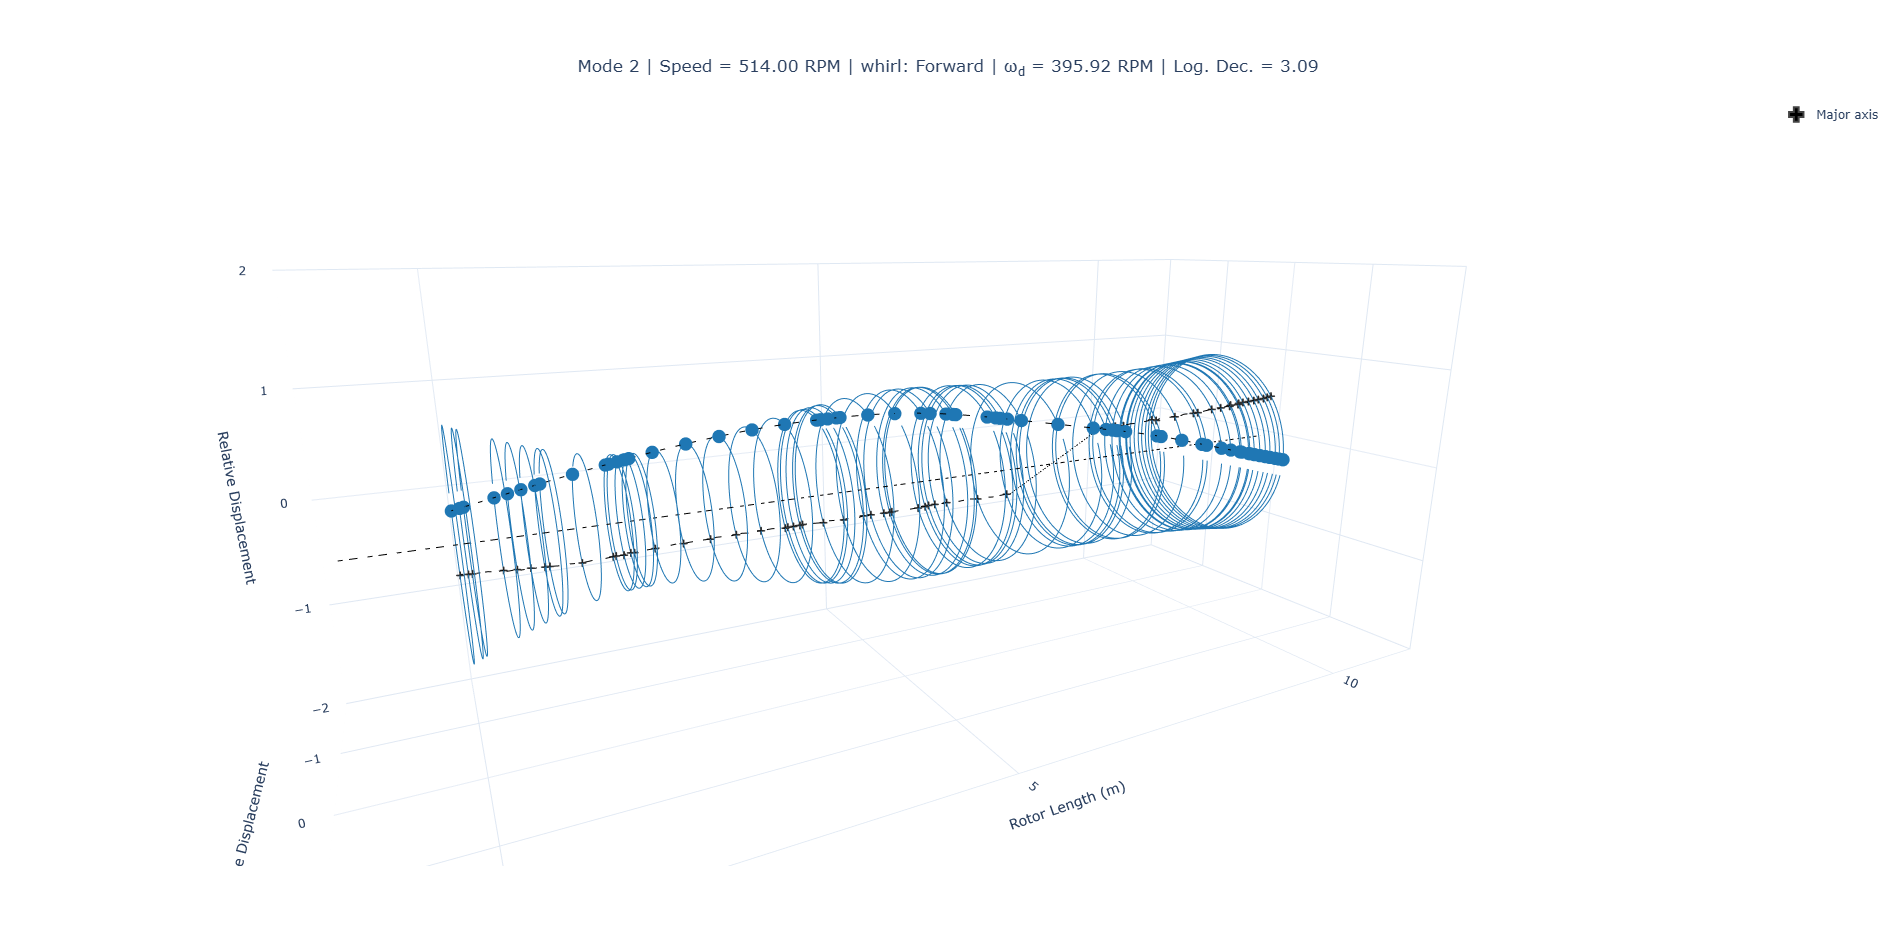 Mode 2 | Speed = 514.00 RPM | whirl: Forward | ωd = 395.92 RPM | Log. Dec. = 3.09
Major axis
2
1
0
−1
−2
Relative Displacement
−1
0
e Displacement
5
10
Rotor Length (m)